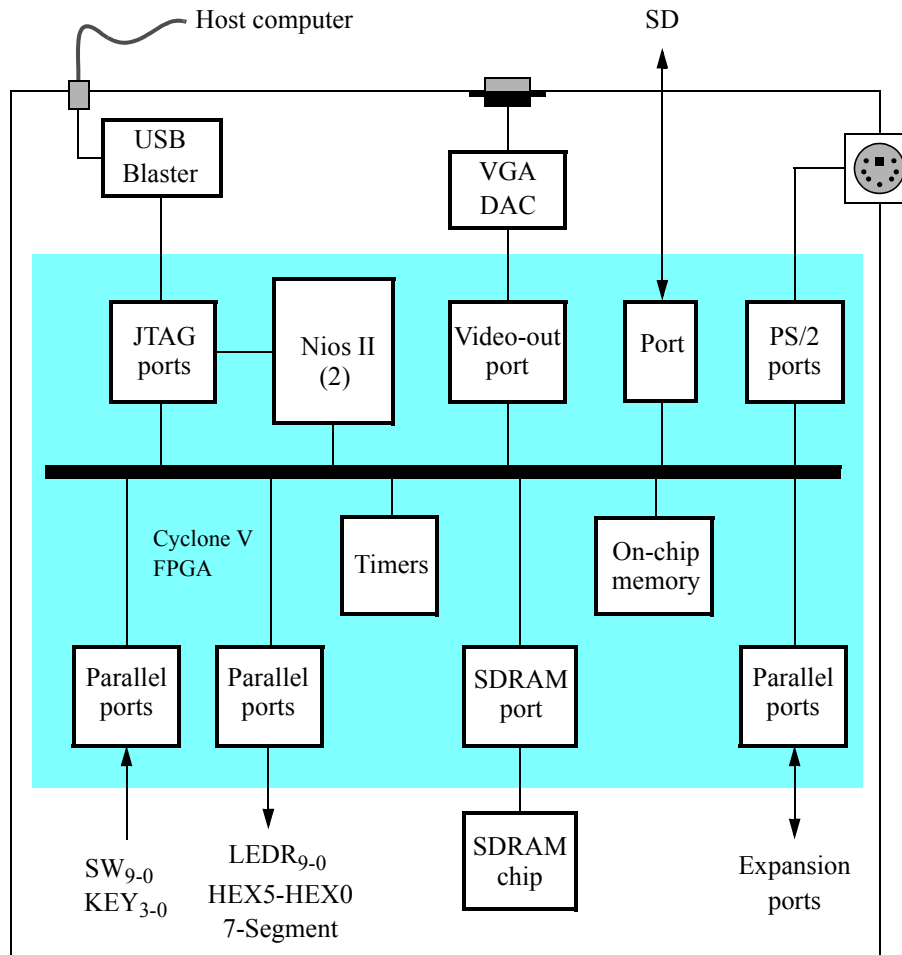 Host computer
SD
USB
Blaster
VGA
DAC
JTAG
ports
Nios II
(2)
Video-out
port
Port
PS/2
ports
Cyclone V
FPGA
Timers
On-chip
memory
Parallel
ports
Parallel
ports
SDRAM
port
Parallel
ports
SW9-0
KEY3-0
LEDR9-0
HEX5-HEX0
7-Segment
SDRAM
chip
Expansion
ports